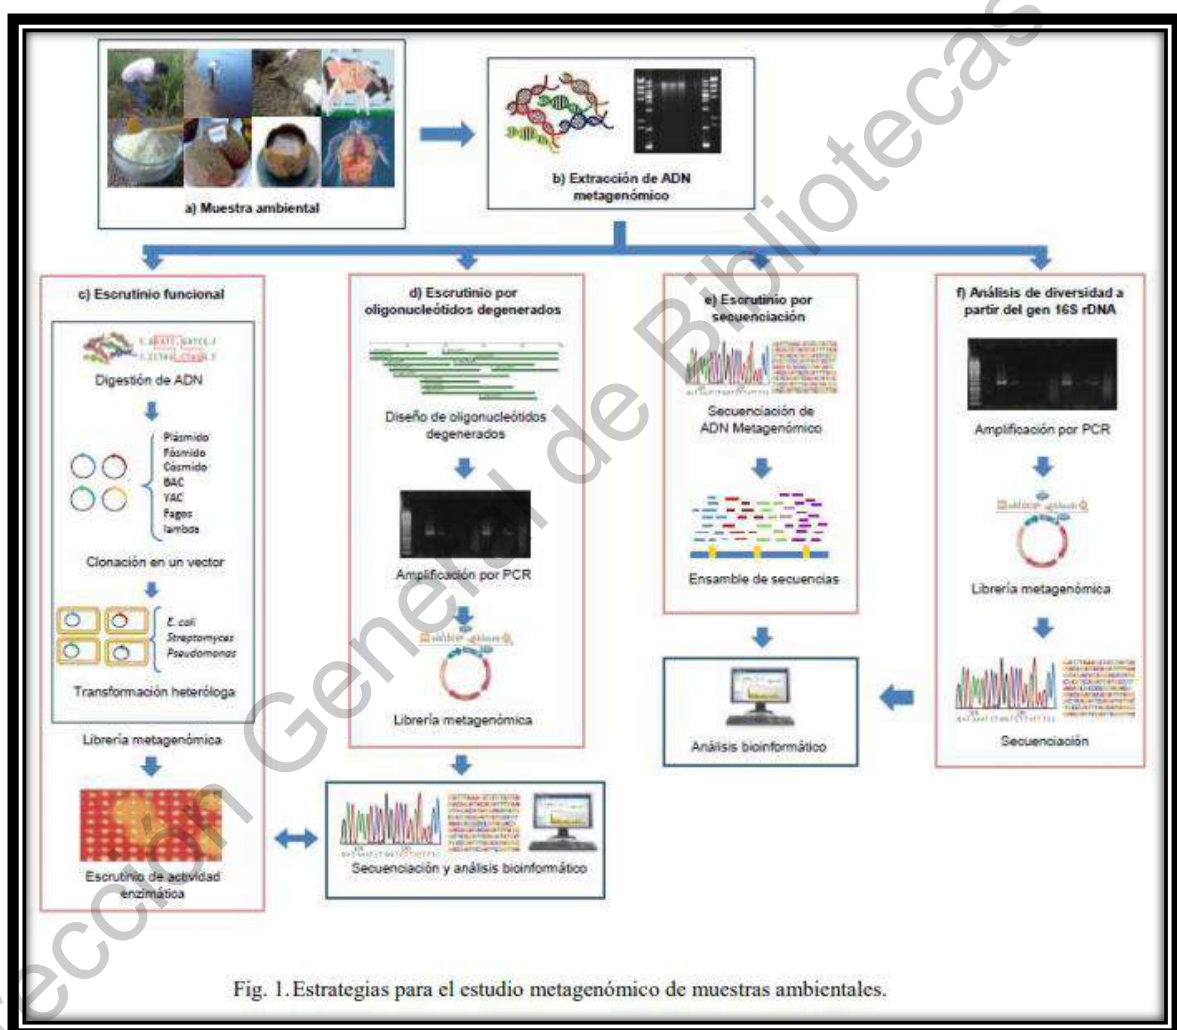 a) Muestra ambiental
b) Extracción de ADN
metagenómico
c) Escrutinio funcional
Digestión de ADN
Plásmido
Fósmido
Cósmido
BAC
YAC
Fagos
lambda
Clonación en un vector
E. coli
Streptomyces
Pseudomonas
Transformación heteróloga
Librería metagenómica
Escrutinio de actividad
enzimática
d) Escrutinio por
oligonucleótidos degenerados
Diseño de oligonucleótidos
degenerados
Amplificación por PCR
Librería metagenómica
Secuenciación y análisis bioinformático
e) Escrutinio por
secuenciación
Secuenciación de
ADN Metagenómico
Ensamble de secuencias
Análisis bioinformático
f) Análisis de diversidad a
partir del gen 16S rDNA
Amplificación por PCR
Librería metagenómica
Secuenciación
Fig. 1. Estrategias para el estudio metagenómico de muestras ambientales.
Dirección General de Bibliotecas